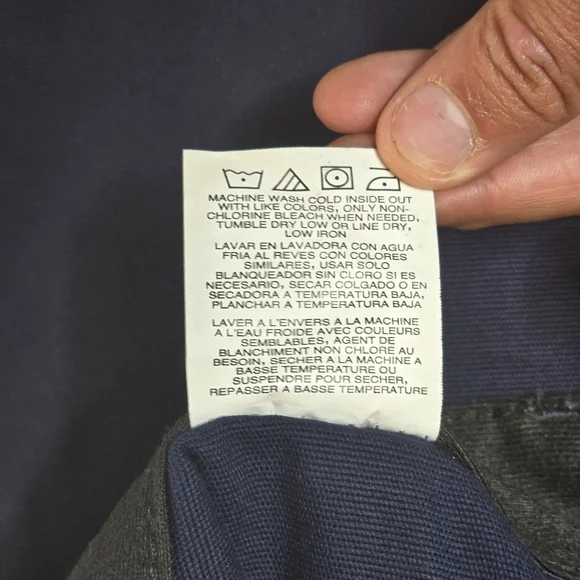 MACHINE WASH COLD INSIDE OUT
WITH LIKE COLORS, ONLY NON-
CHLORINE BLEACH WHEN NEEDED,
TUMBLE DRY LOW OR LINE DRY,
LOW IRON
LAVAR EN LAVADORA CON AGUA
FRIA AL REVES CON COLORES
SIMILARES, USAR SOLO
BLANQUEADOR SIN CLORO SI ES
NECESARIO, SECAR COLGADO O EN
SECADORA A TEMPERATURA BAJA,
PLANCHAR A TEMPERATURA BAJA
LAVER A L'ENVERS A LA MACHINE
A L'EAU FROIDE AVEC COULEURS
SEMBLABLES, AGENT DE
BLANCHIMENT NON CHLORE AU
BESOIN, SECHER A LA MACHINE A
BASSE TEMPERATURE OU
SUSPENDRE POUR SECHER,
REPASSER A BASSE TEMPERATURE